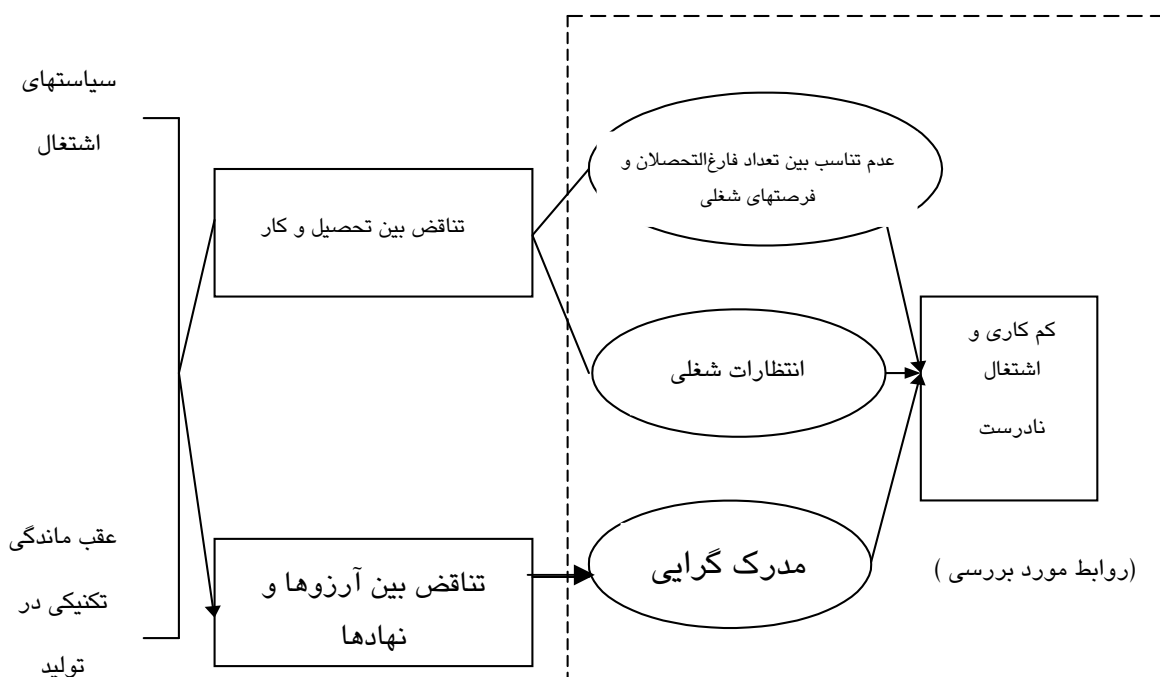 سیاستهای
اشتغال
عدم تناسب بین تعداد فارغ‌التحصلان و
فرصتهای شغلی
تناقض بین تحصیل و کار
کم کاری و
اشتغال
نادرست
انتظارات شغلی
عقب ماندگی
تکنیکی در
تولید
تناقض بین آرزوها و
نهادها
مدرک گرایی
(روابط مورد بررسی )